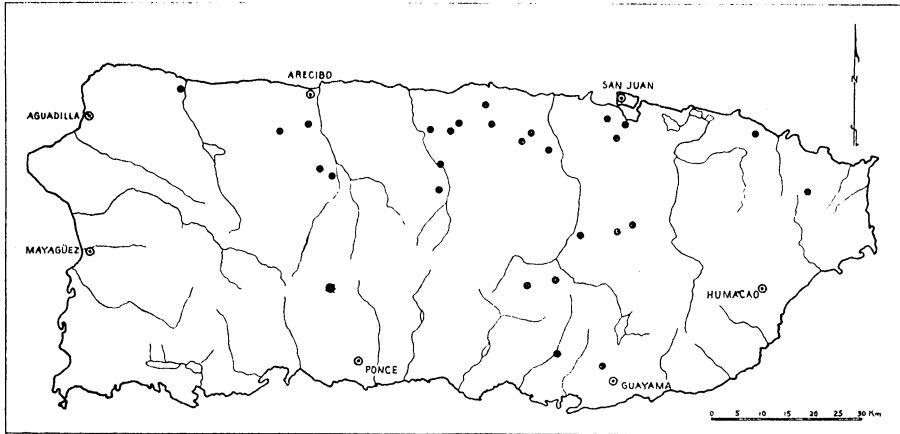 ARECIBO
SAN JUAN
N
AGUADILLA
MAYAGÜEZ
HUMACAO
PONCE
GUAYAMA
0 5 10 15 20 25 30 Km